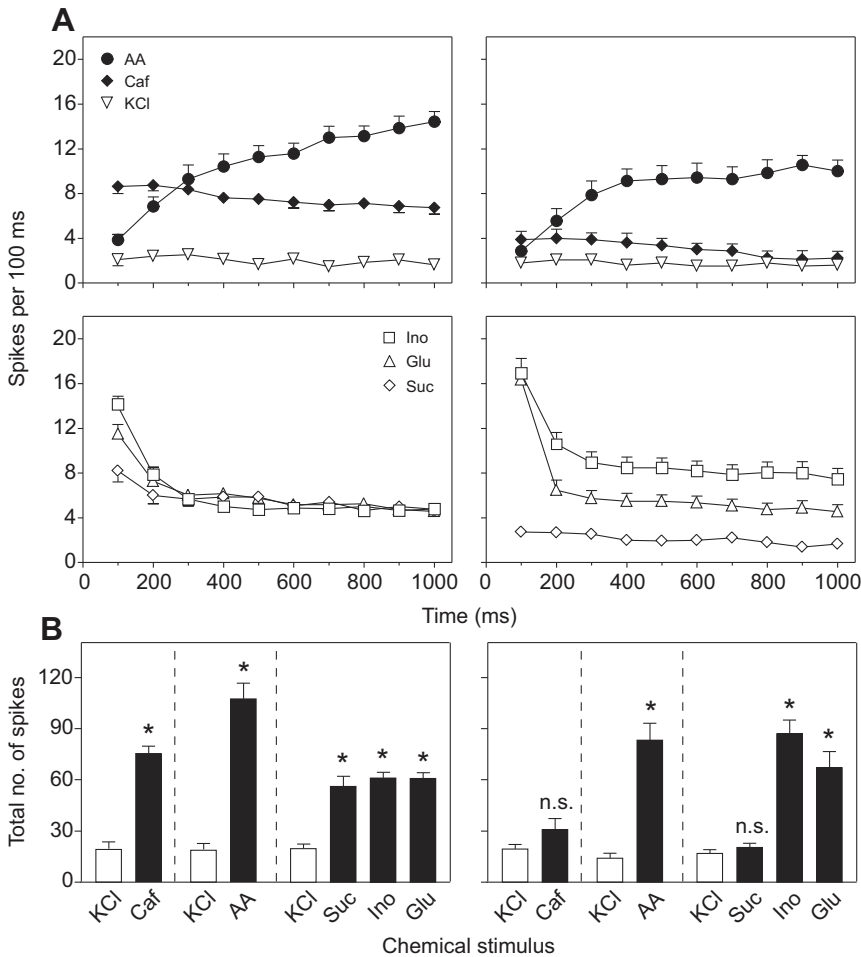 A
Spikes per 100 ms
20
16
12
8
4
0
AA
Caf
KCl
20
16
12
8
4
0
Ino
Glu
Suc
0 200 400 600 800 1000
0 200 400 600 800 1000
Time (ms)
B
Total no. of spikes
120
90
60
30
0
* * * * *
n.s. * n.s. * *
KCl Caf KCl AA KCl Suc Ino Glu
KCl Caf KCl AA KCl Suc Ino Glu
Chemical stimulus